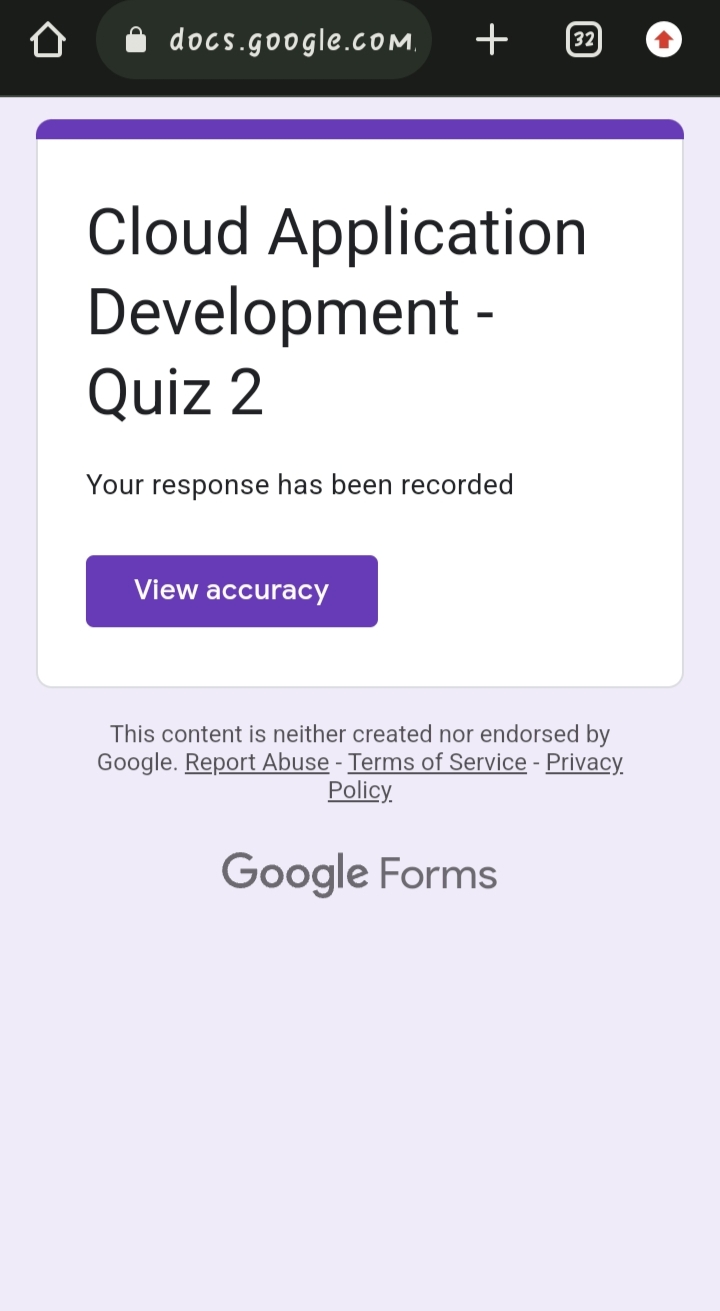 docs.google.com
32
Cloud Application
Development -
Quiz 2
Your response has been recorded
View accuracy
This content is neither created nor endorsed by
Google. Report Abuse - Terms of Service - Privacy
Policy
Google Forms